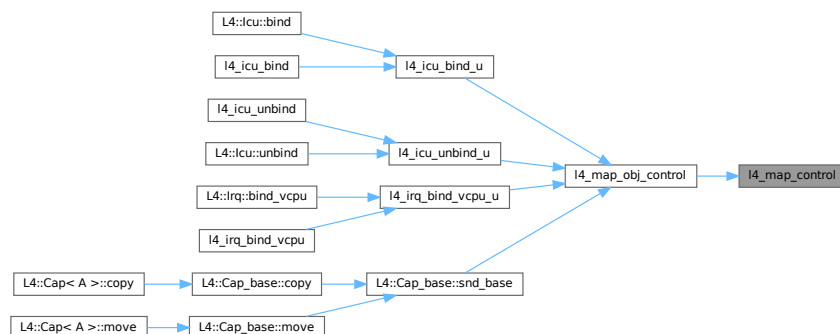 L4::Icu::bind
l4_icu_bind
l4_icu_bind_u
l4_icu_unbind
L4::Icu::unbind
l4_icu_unbind_u
l4_map_obj_control
l4_map_control
L4::Irq::bind_vcpu
l4_irq_bind_vcpu_u
l4_irq_bind_vcpu
L4::Cap< A >::copy
L4::Cap_base::copy
L4::Cap_base::snd_base
L4::Cap< A >::move
L4::Cap_base::move